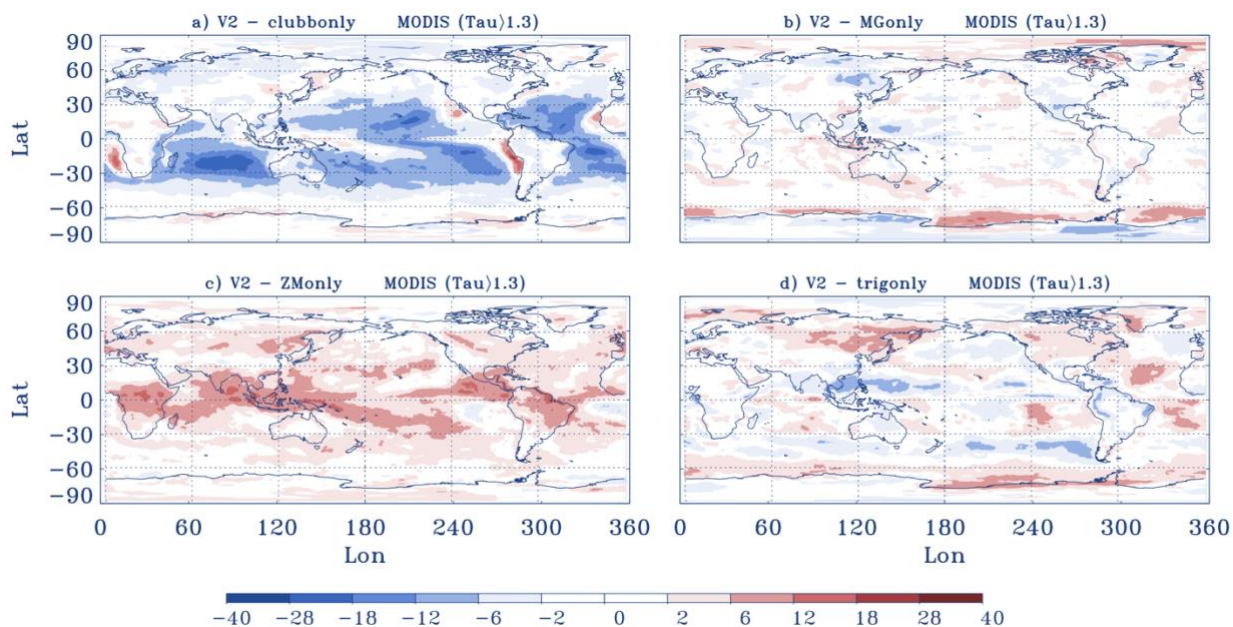 a) V2 - clubbonly MODIS (Tau⟩1.3)
b) V2 - MGonly MODIS (Tau⟩1.3)
90
60
30
0
-30
-60
-90
Lat
c) V2 - ZMonly MODIS (Tau⟩1.3)
d) V2 - trigonly MODIS (Tau⟩1.3)
90
60
30
0
-30
-60
-90
Lat
0 60 120 180 240 300 360
0 60 120 180 240 300 360
Lon
Lon
-40 -28 -18 -12 -6 -2 0 2 6 12 18 28 40